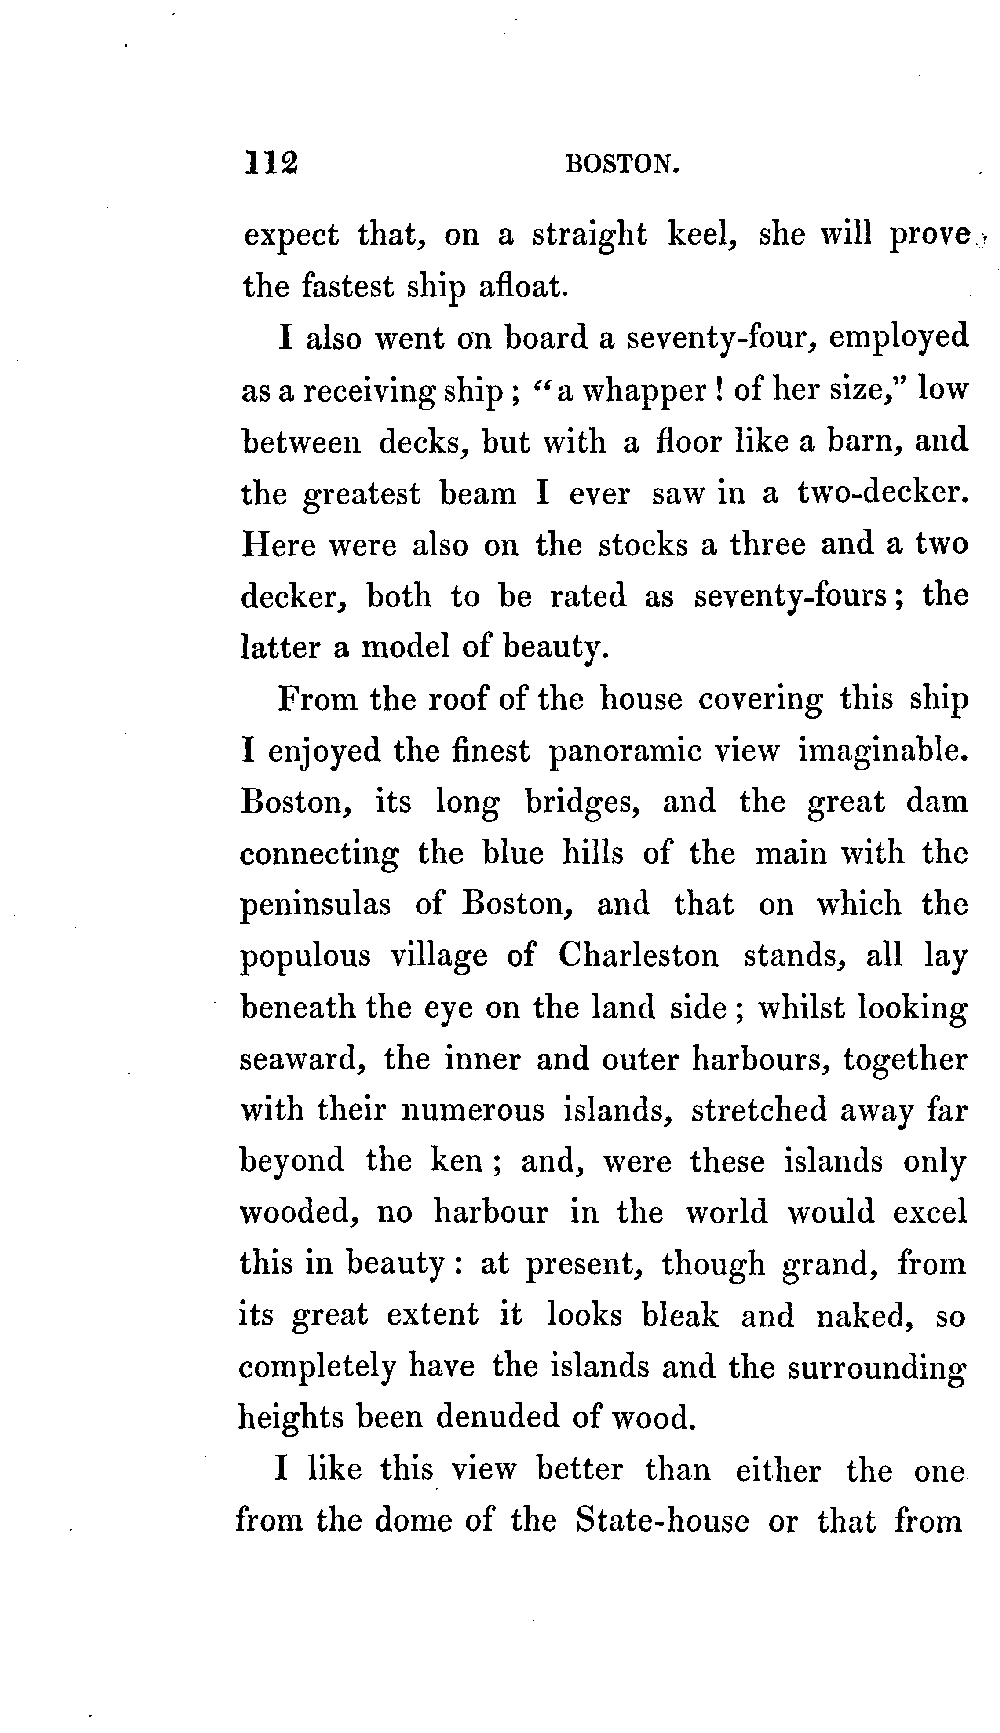 112 BOSTON.
expect that, on a straight keel, she will prove
the fastest ship afloat.
I also went on board a seventy-four, employed
as a receiving ship; "a whapper! of her size," low
between decks, but with a floor like a barn, and
the greatest beam I ever saw in a two-decker.
Here were also on the stocks a three and a two
decker, both to be rated as seventy-fours; the
latter a model of beauty.
From the roof of the house covering this ship
I enjoyed the finest panoramic view imaginable.
Boston, its long bridges, and the great dam
connecting the blue hills of the main with the
peninsulas of Boston, and that on which the
populous village of Charleston stands, all lay
beneath the eye on the land side; whilst looking
seaward, the inner and outer harbours, together
with their numerous islands, stretched away far
beyond the ken; and, were these islands only
wooded, no harbour in the world would excel
this in beauty: at present, though grand, from
its great extent it looks bleak and naked, so
completely have the islands and the surrounding
heights been denuded of wood.
I like this view better than either the one
from the dome of the State-house or that from